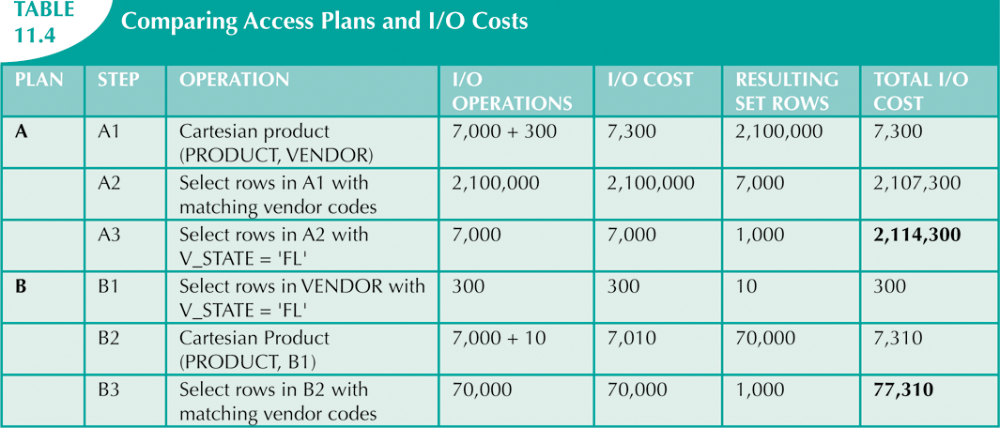 TABLE
11.4
Comparing Access Plans and I/O Costs
PLAN STEP OPERATION I/O OPERATIONS I/O COST RESULTING SET ROWS TOTAL I/O COST
A A1 Cartesian product (PRODUCT, VENDOR) 7,000 + 300 7,300 2,100,000 7,300
A2 Select rows in A1 with matching vendor codes 2,100,000 2,100,000 7,000 2,107,300
A3 Select rows in A2 with V_STATE = 'FL' 7,000 7,000 1,000 2,114,300
B B1 Select rows in VENDOR with V_STATE = 'FL' 300 300 10 300
B2 Cartesian Product (PRODUCT, B1) 7,000 + 10 7,010 70,000 7,310
B3 Select rows in B2 with matching vendor codes 70,000 70,000 1,000 77,310